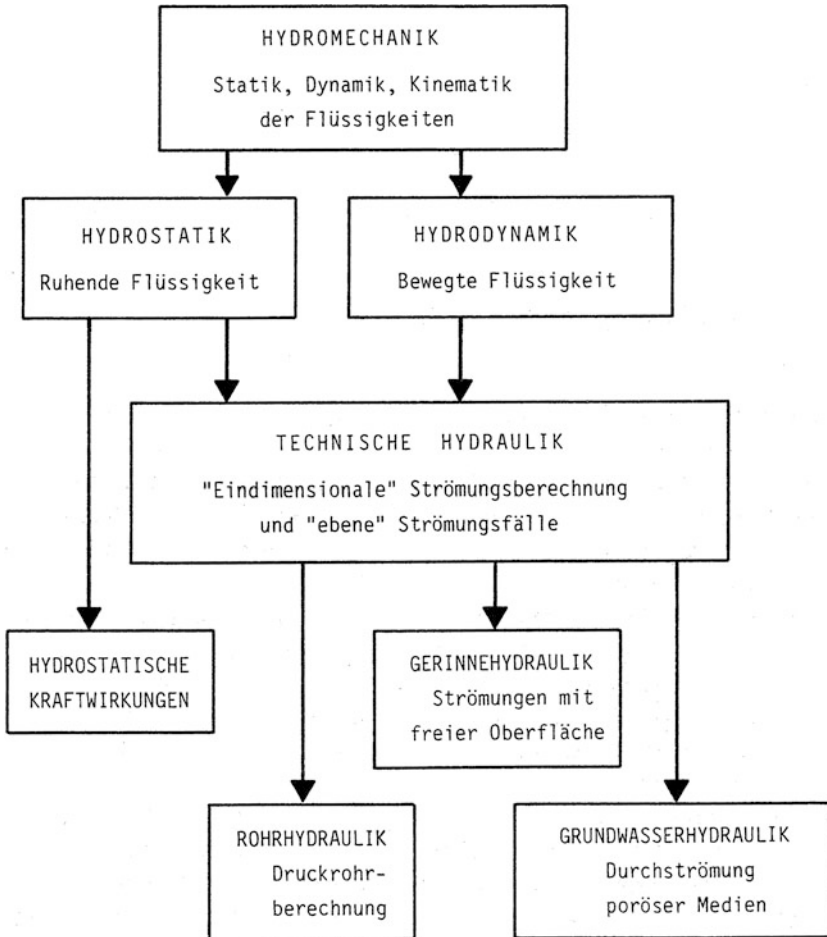 HYDROMECHANIK
Statik, Dynamik, Kinematik
der Flüssigkeiten
HYDROSTATIK
Ruhende Flüssigkeit
HYDRODYNAMIK
Bewegte Flüssigkeit
TECHNISCHE HYDRAULIK
"Eindimensionale" Strömungsberechnung
und "ebene" Strömungsfälle
HYDROSTATISCHE
KRAFTWIRKUNGEN
GERINNEHYDRAULIK
Strömungen mit
freier Oberfläche
ROHRHYDRAULIK
Druckrohr-
berechnung
GRUNDWASSERHYDRAULIK
Durchströmung
poröser Medien